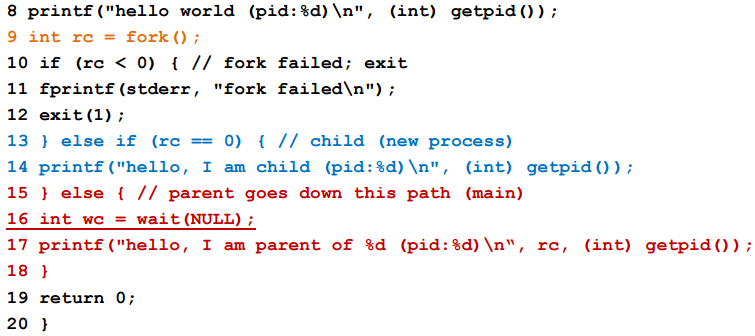 8 printf("hello world (pid:%d)\n", (int) getpid());
9 int rc = fork();
10 if (rc < 0) { // fork failed; exit
11 fprintf(stderr, "fork failed\n");
12 exit(1);
13 } else if (rc == 0) { // child (new process)
14 printf("hello, I am child (pid:%d)\n", (int) getpid());
15 } else { // parent goes down this path (main)
16 int wc = wait(NULL);
17 printf("hello, I am parent of %d (pid:%d)\n“, rc, (int) getpid());
18 }
19 return 0;
20 }